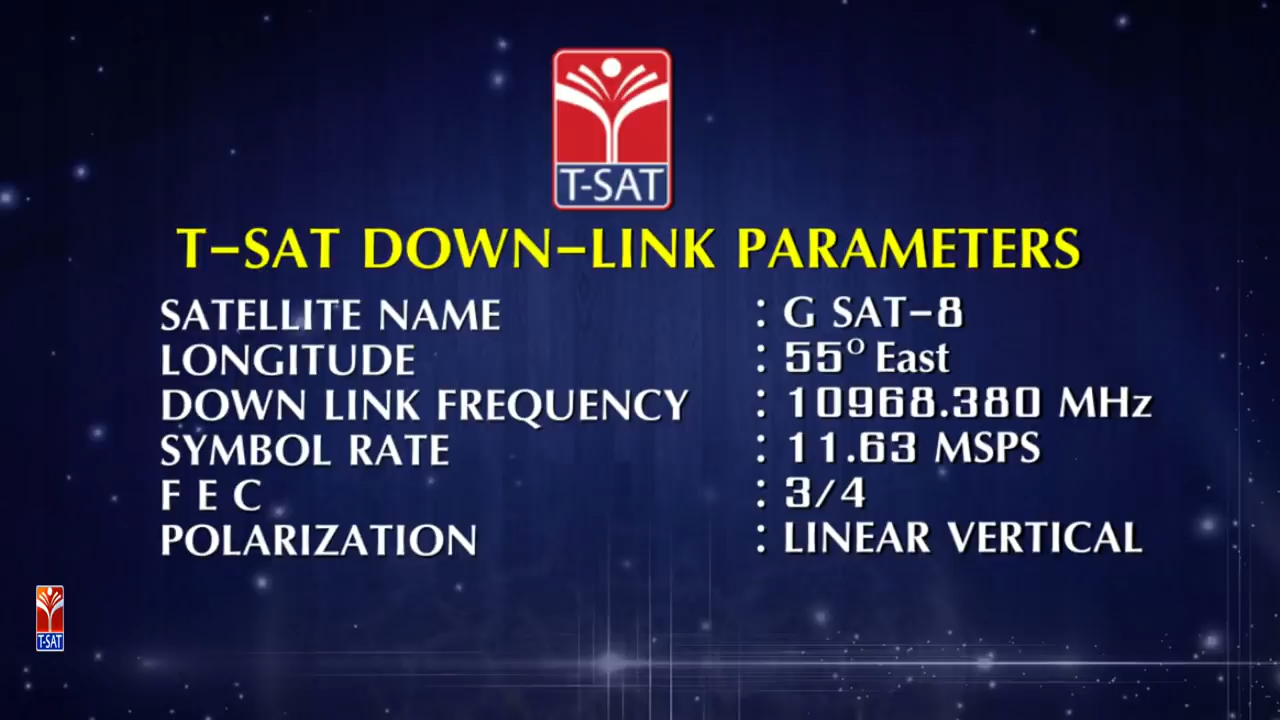 T-SAT
T-SAT DOWN-LINK PARAMETERS
SATELLITE NAME : G SAT-8
LONGITUDE : 55° East
DOWN LINK FREQUENCY : 10968.380 MHz
SYMBOL RATE : 11.63 MSPS
F E C : 3/4
POLARIZATION : LINEAR VERTICAL
T-SAT